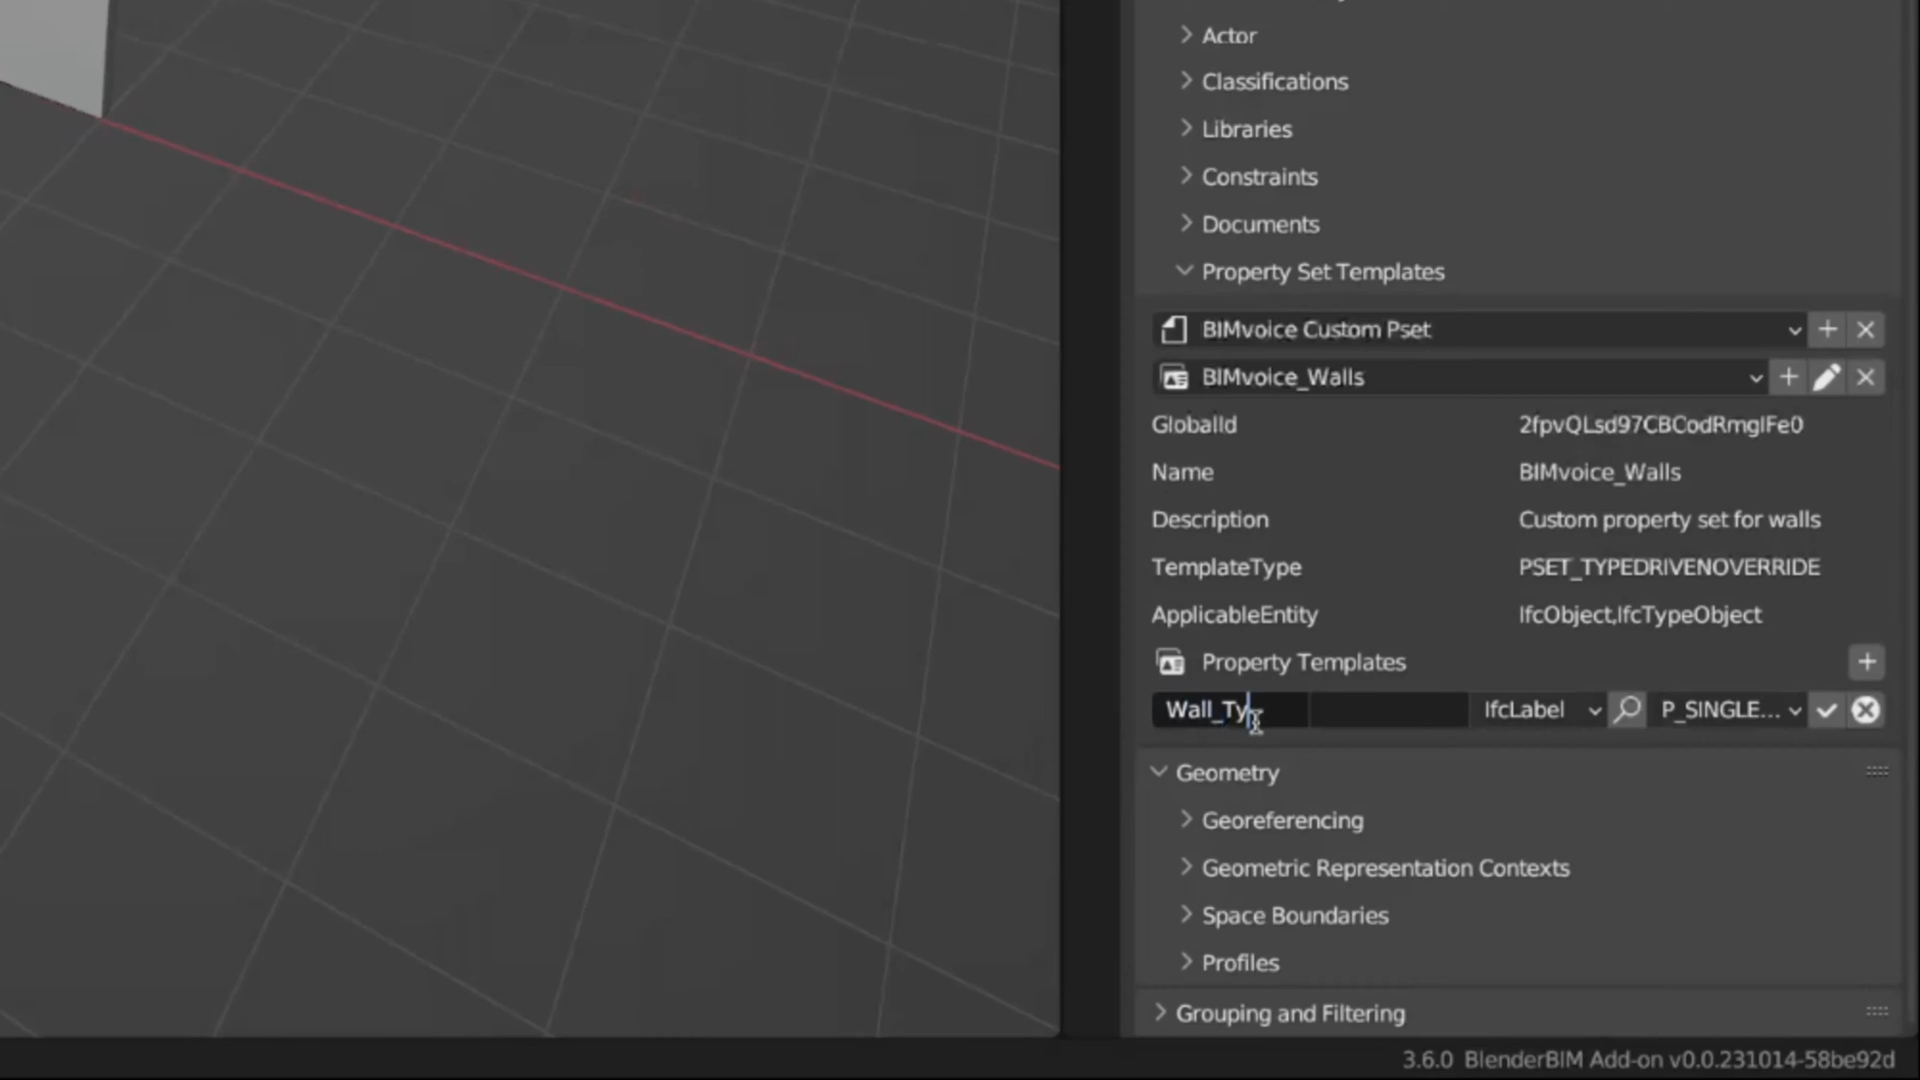 Actor
Classifications
Libraries
Constraints
Documents
Property Set Templates
BIMvoice Custom Pset
BIMvoice_Walls
GlobalId 2fpvQLsd97CBCodRmgIFe0
Name BIMvoice_Walls
Description Custom property set for walls
TemplateType PSET_TYPEDRIVENOVERRIDE
ApplicableEntity IfcObject,IfcTypeObject
Property Templates
Wall_Ty IfcLabel P_SINGLE...
Geometry
Georeferencing
Geometric Representation Contexts
Space Boundaries
Profiles
Grouping and Filtering
3.6.0 BlenderBIM Add-on v0.0.231014-58be92d